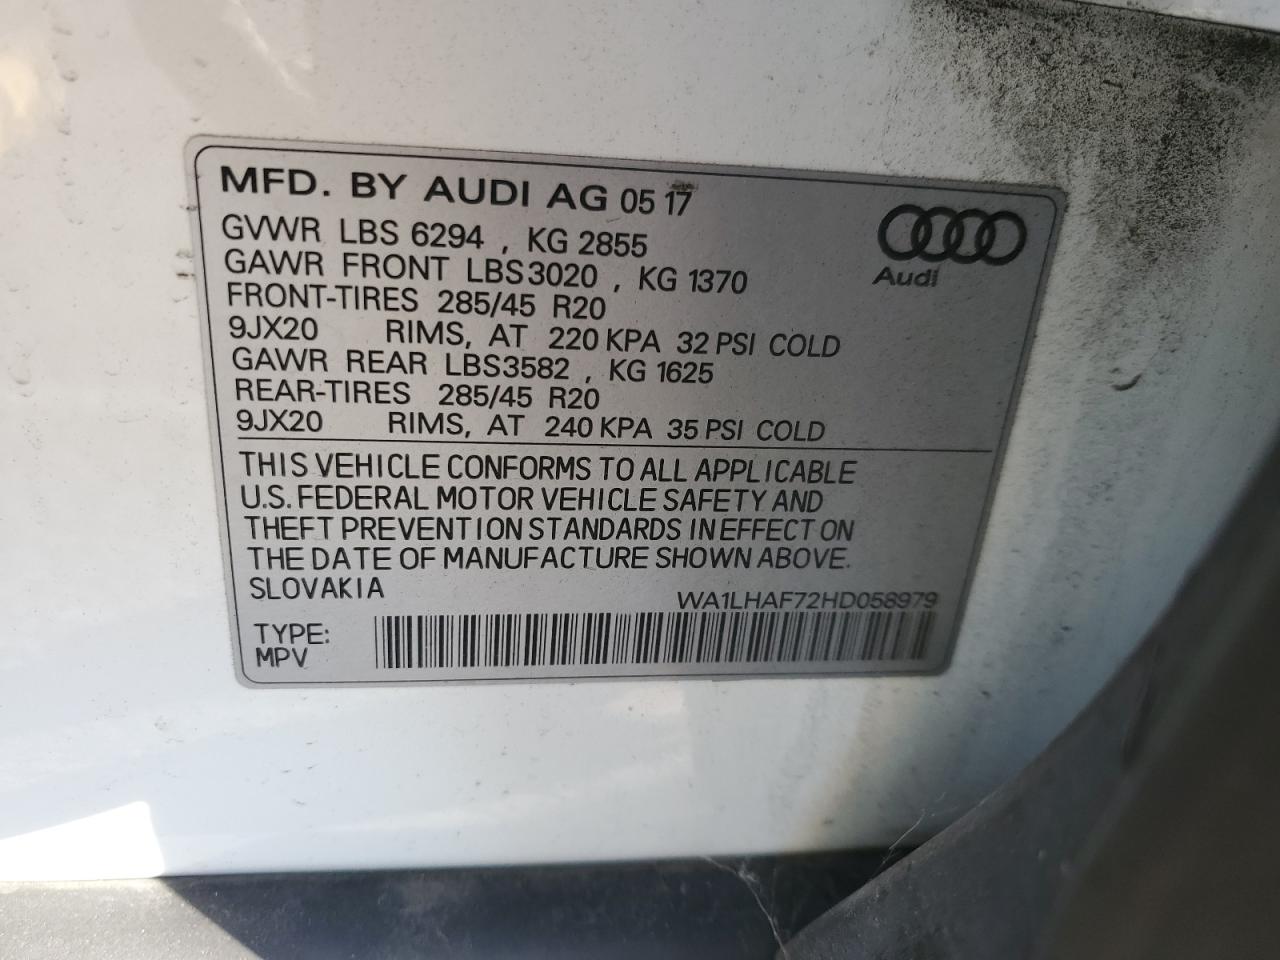 MFD. BY AUDI AG 05 17
Audi
GVWR LBS 6294 , KG 2855
GAWR FRONT LBS3020 , KG 1370
FRONT-TIRES 285/45 R20
9JX20 RIMS, AT 220 KPA 32 PSI COLD
GAWR REAR LBS3582 , KG 1625
REAR-TIRES 285/45 R20
9JX20 RIMS, AT 240 KPA 35 PSI COLD
THIS VEHICLE CONFORMS TO ALL APPLICABLE
U.S. FEDERAL MOTOR VEHICLE SAFETY AND
THEFT PREVENTION STANDARDS IN EFFECT ON
THE DATE OF MANUFACTURE SHOWN ABOVE.
SLOVAKIA
WA1LHAF72HD058979
TYPE:
MPV